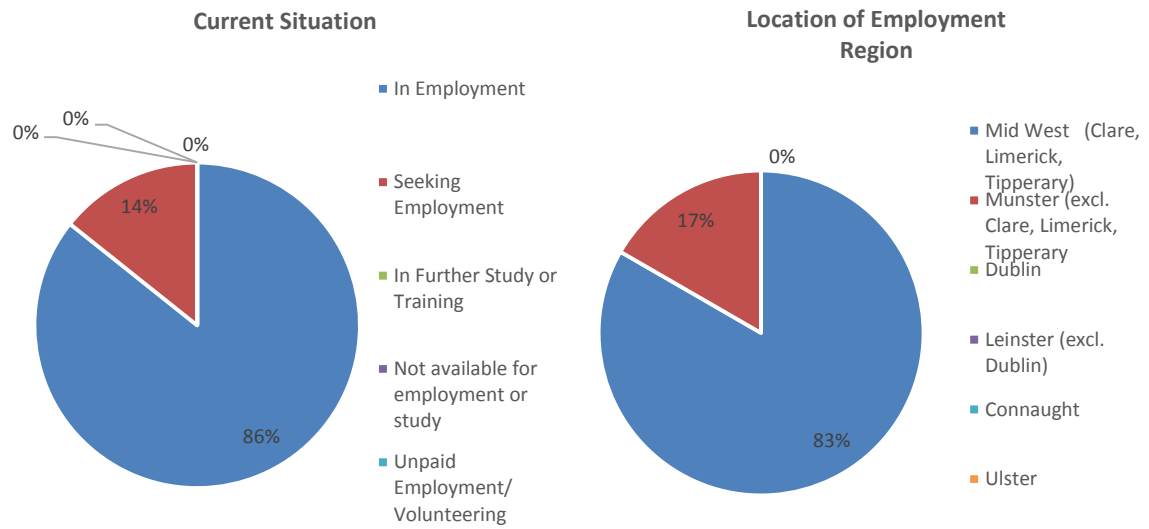 Current Situation
0%
0%
0%
14%
86%
In Employment
Seeking
Employment
In Further Study or
Training
Not available for
employment or
study
Unpaid
Employment/
Volunteering
Location of Employment
Region
0%
17%
83%
Mid West (Clare,
Limerick,
Tipperary)
Munster (excl.
Clare, Limerick,
Tipperary
Dublin
Leinster (excl.
Dublin)
Connaught
Ulster